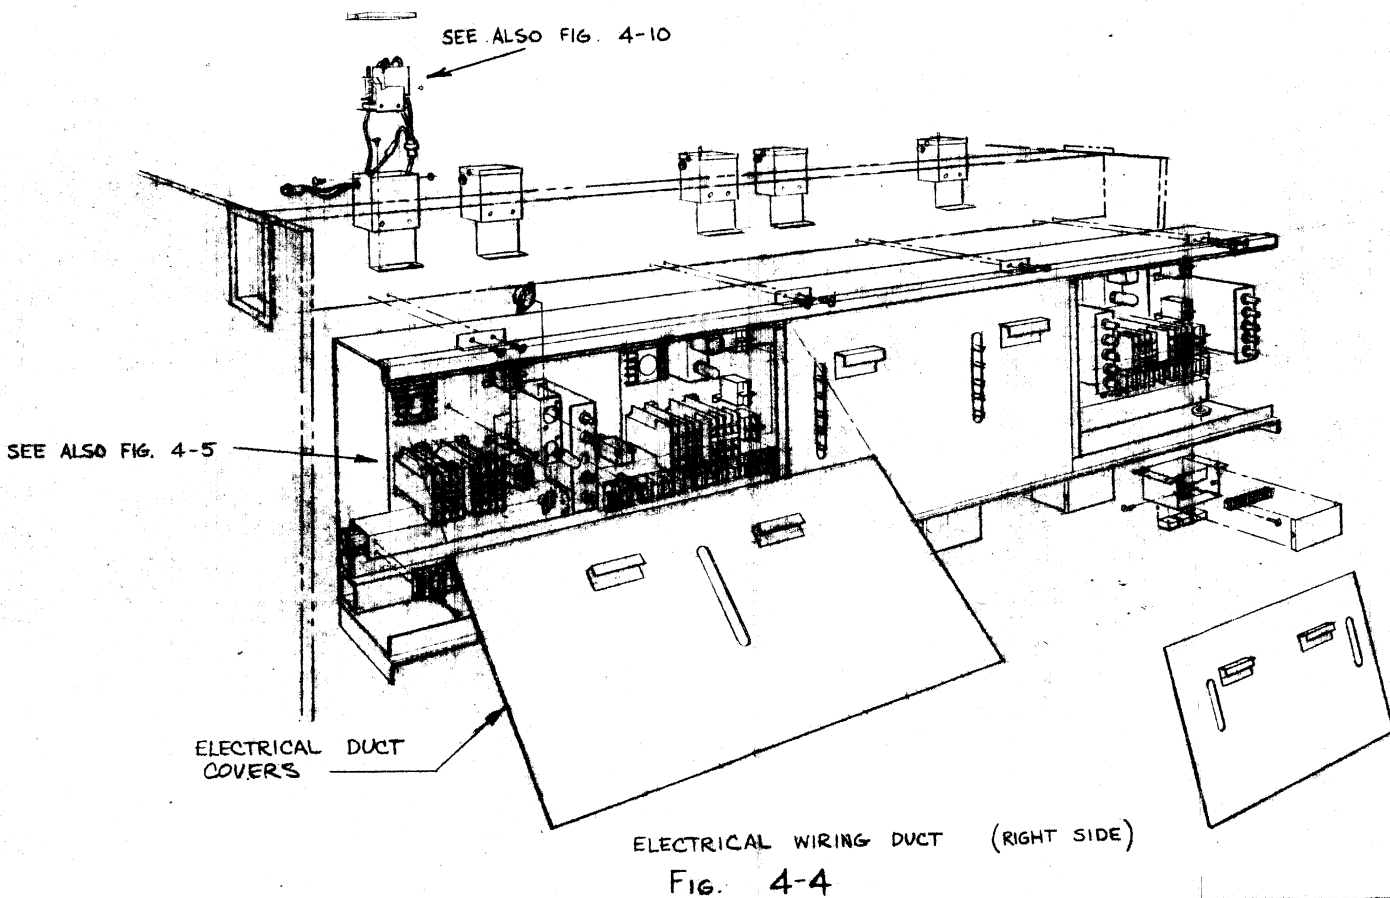 SEE ALSO FIG. 4-10
SEE ALSO FIG. 4-5
ELECTRICAL DUCT
COVERS
ELECTRICAL WIRING DUCT (RIGHT SIDE)
FIG. 4-4